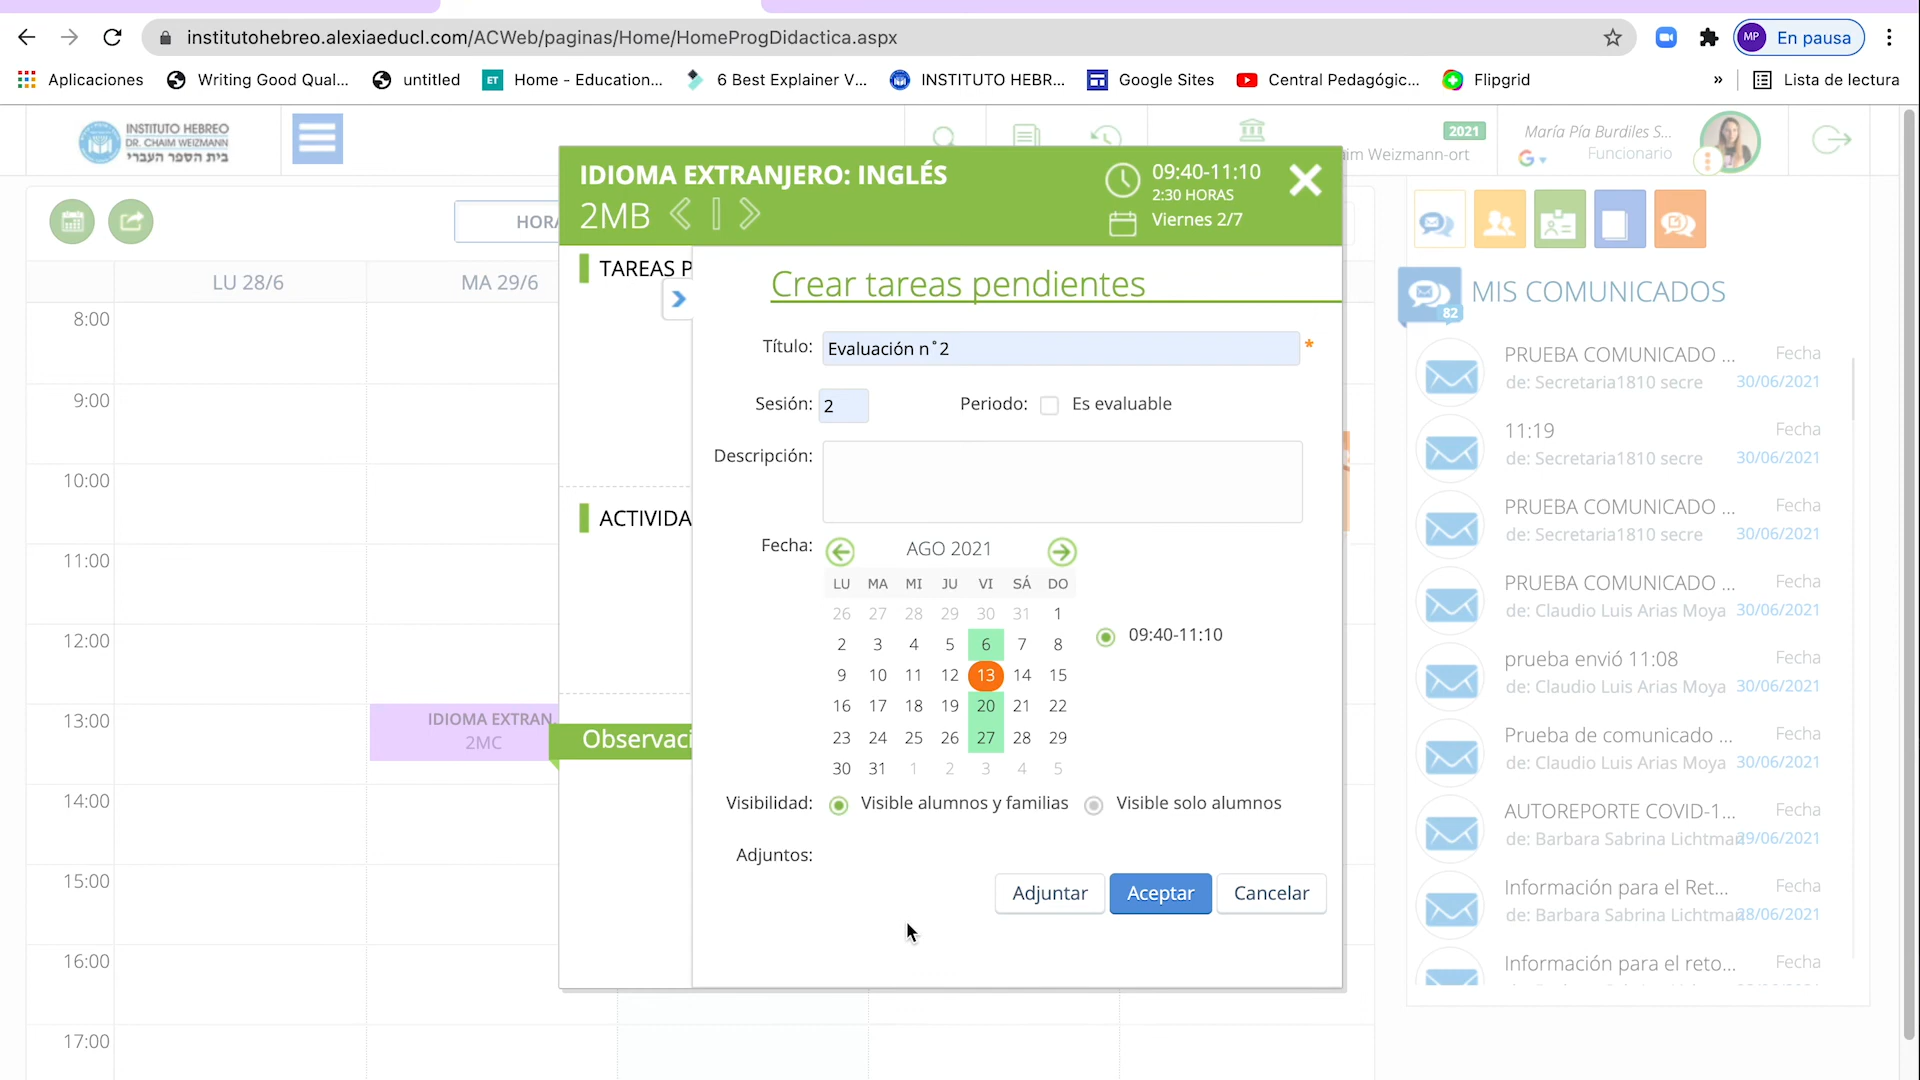 institutohebreo.alexiaeducl.com/ACWeb/paginas/Home/HomeProgDidactica.aspx
MP
En pausa
Aplicaciones
Writing Good Qual...
untitled
ET
Home - Education...
6 Best Explainer V...
INSTITUTO HEBR...
Google Sites
Central Pedagógic...
Flipgrid
»
Lista de lectura
INSTITUTO HEBREO
DR. CHAIM WEIZMANN
בית הספר העברי
2021
aim Weizmann-ort
María Pía Burdiles S...
Funcionario
HORA
LU 28/6
MA 29/6
8:00
9:00
10:00
11:00
12:00
13:00
14:00
15:00
16:00
17:00
IDIOMA EXTRAN.
2MC
IDIOMA EXTRANJERO: INGLÉS
2MB
09:40-11:10
2:30 HORAS
Viernes 2/7
TAREAS P
ACTIVIDA
Observaci
Crear tareas pendientes
Título: Evaluación n°2 *
Sesión: 2
Periodo: Es evaluable
Descripción:
Fecha:
AGO 2021
LU MA MI JU VI SÁ DO
26 27 28 29 30 31 1
2 3 4 5 6 7 8
9 10 11 12 13 14 15
16 17 18 19 20 21 22
23 24 25 26 27 28 29
30 31 1 2 3 4 5
09:40-11:10
Visibilidad: Visible alumnos y familias Visible solo alumnos
Adjuntos:
Adjuntar Aceptar Cancelar
82
MIS COMUNICADOS
PRUEBA COMUNICADO ... Fecha
de: Secretaria1810 secre 30/06/2021
11:19 Fecha
de: Secretaria1810 secre 30/06/2021
PRUEBA COMUNICADO ... Fecha
de: Secretaria1810 secre 30/06/2021
PRUEBA COMUNICADO ... Fecha
de: Claudio Luis Arias Moya 30/06/2021
prueba envió 11:08 Fecha
de: Claudio Luis Arias Moya 30/06/2021
Prueba de comunicado ... Fecha
de: Claudio Luis Arias Moya 30/06/2021
AUTOREPORTE COVID-1... Fecha
de: Barbara Sabrina Lichtman 29/06/2021
Información para el Ret... Fecha
de: Barbara Sabrina Lichtman 28/06/2021
Información para el reto... Fecha